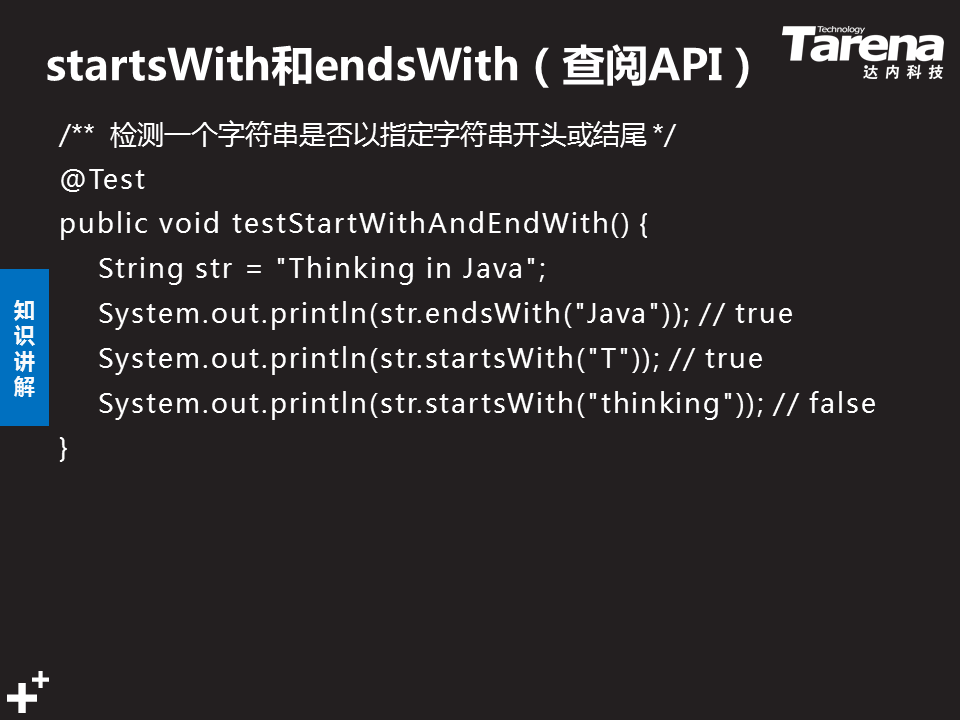 startsWith和endsWith（查阅API）
Technology
Tarena
达内科技
/** 检测一个字符串是否以指定字符串开头或结尾 */
@Test
public void testStartWithAndEndWith() {
String str = "Thinking in Java";
System.out.println(str.endsWith("Java")); // true
System.out.println(str.startsWith("T")); // true
System.out.println(str.startsWith("thinking")); // false
}
知
识
讲
解